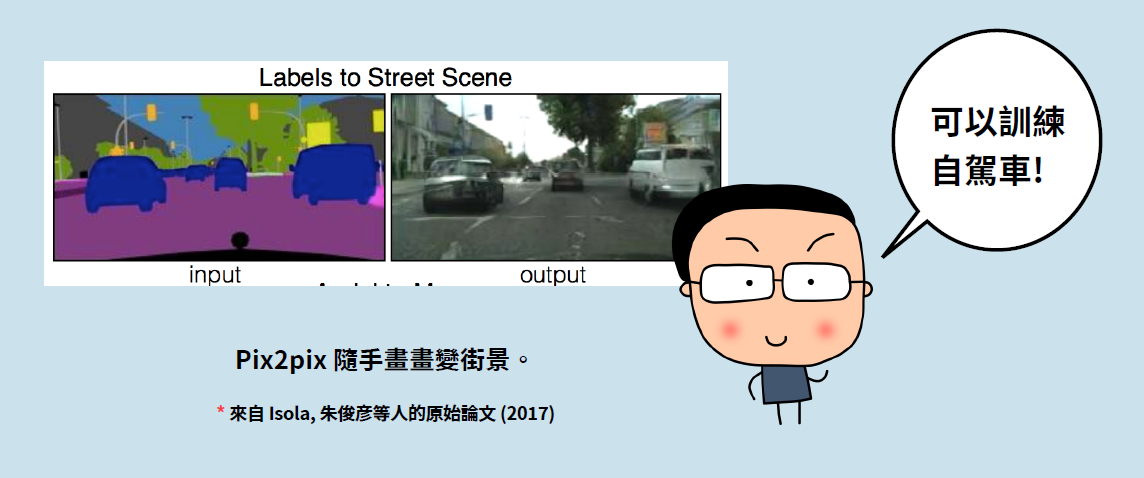 Labels to Street Scene
input
output
可以訓練
自駕車!
Pix2pix 隨手畫畫變街景。
* 來自 Isola, 朱俊彦等人的原始論文 (2017)